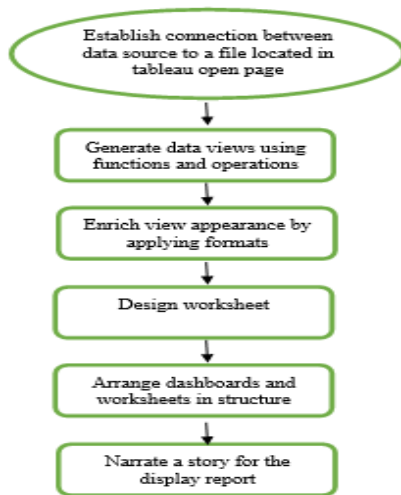 Establish connection between
data source to a file located in
tableau open page
Generate data views using
functions and operations
Enrich view appearance by
applying formats
Design worksheet
Arrange dashboards and
worksheets in structure
Narrate a story for the
display report